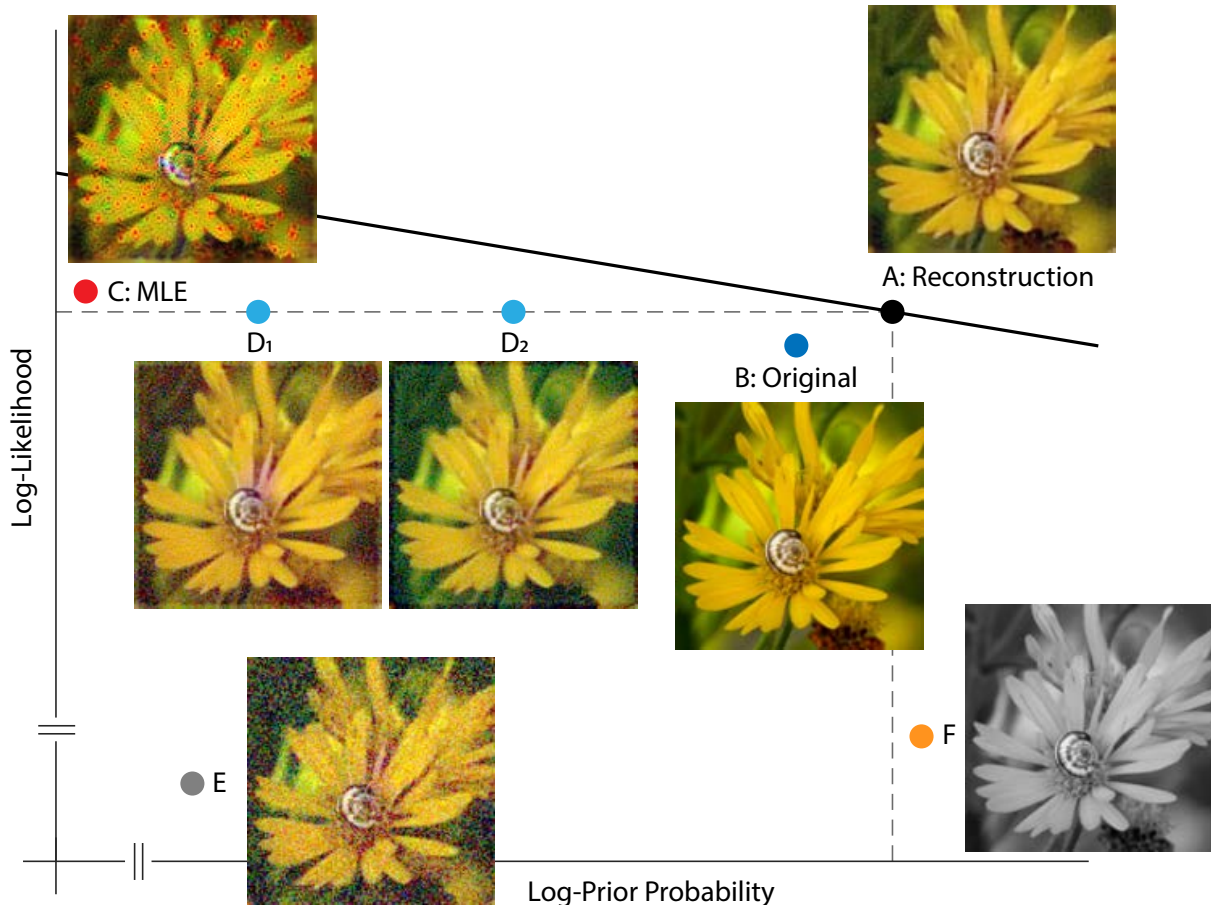 A: Reconstruction
C: MLE
D₁
D₂
B: Original
Log-Likelihood
F
E
Log-Prior Probability